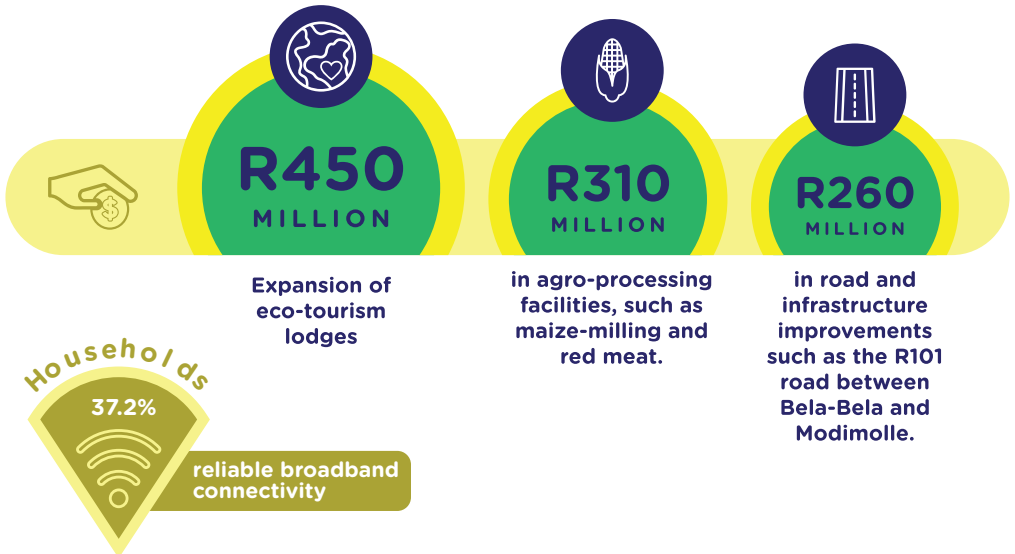 R450
MILLION
Expansion of
eco-tourism
lodges
R310
MILLION
in agro-processing
facilities, such as
maize-milling and
red meat.
R260
MILLION
in road and
infrastructure
improvements
such as the R101
road between
Bela-Bela and
Modimolle.
Households
37.2%
reliable broadband
connectivity
$